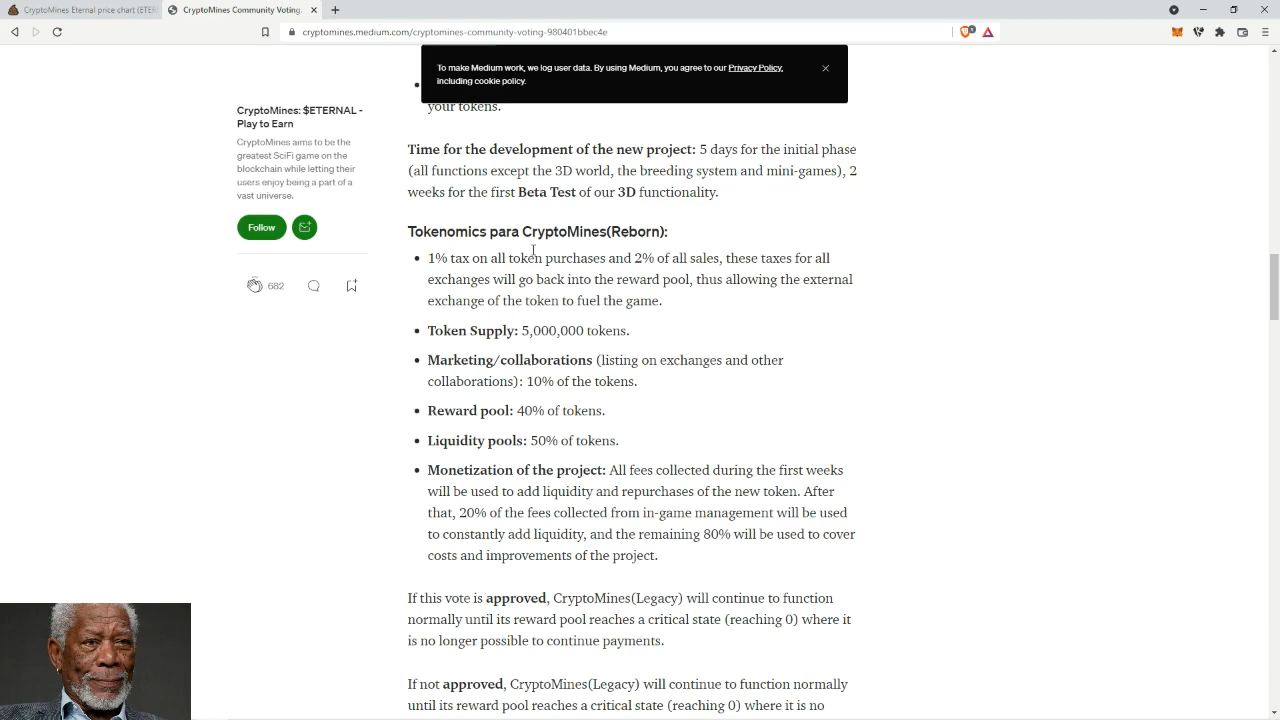 CryptoMines Eternal price chart (ETER
CryptoMines Community Voting.
cryptomines.medium.com/cryptomines-community-voting-980401bbec4e
To make Medium work, we log user data. By using Medium, you agree to our Privacy Policy,
including cookie policy.
your tokens.
CryptoMines: $ETERNAL -
Play to Earn
CryptoMines aims to be the
greatest SciFi game on the
blockchain while letting their
users enjoy being a part of a
vast universe.
Follow
682
Time for the development of the new project: 5 days for the initial phase
(all functions except the 3D world, the breeding system and mini-games), 2
weeks for the first Beta Test of our 3D functionality.
Tokenomics para CryptoMines(Reborn):
• 1% tax on all token purchases and 2% of all sales, these taxes for all
exchanges will go back into the reward pool, thus allowing the external
exchange of the token to fuel the game.
• Token Supply: 5,000,000 tokens.
• Marketing/collaborations (listing on exchanges and other
collaborations): 10% of the tokens.
• Reward pool: 40% of tokens.
• Liquidity pools: 50% of tokens.
• Monetization of the project: All fees collected during the first weeks
will be used to add liquidity and repurchases of the new token. After
that, 20% of the fees collected from in-game management will be used
to constantly add liquidity, and the remaining 80% will be used to cover
costs and improvements of the project.
If this vote is approved, CryptoMines(Legacy) will continue to function
normally until its reward pool reaches a critical state (reaching 0) where it
is no longer possible to continue payments.
If not approved, CryptoMines(Legacy) will continue to function normally
until its reward pool reaches a critical state (reaching 0) where it is no